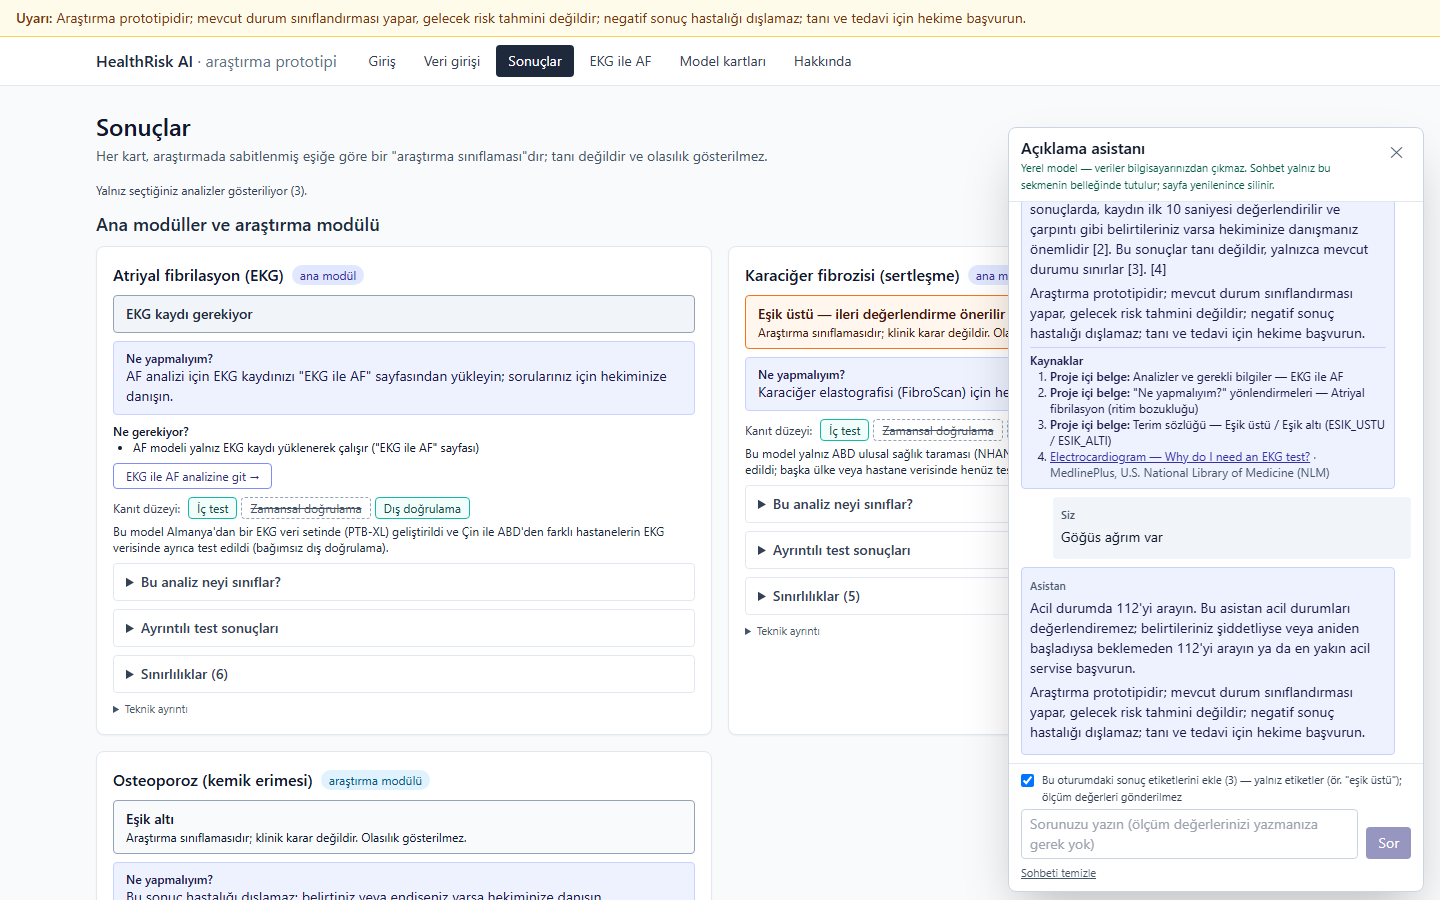 Uyarı: Araştırma prototipidir; mevcut durum sınıflandırması yapar, gelecek risk tahmini değildir; negatif sonuç hastalığı dışlamaz; tanı ve tedavi için hekime başvurun.
HealthRisk AI · araştırma prototipi
Giriş
Veri girişi
Sonuçlar
EKG ile AF
Model kartları
Hakkında
Sonuçlar
Her kart, araştırmada sabitlenmiş eşiğe göre bir "araştırma sınıflaması"dır; tanı değildir ve olasılık gösterilmez.
Yalnız seçtiğiniz analizler gösteriliyor (3).
Ana modüller ve araştırma modülü
Atriyal fibrilasyon (EKG)
ana modül
EKG kaydı gerekiyor
Ne yapmalıyım?
AF analizi için EKG kaydınızı "EKG ile AF" sayfasından yükleyin; sorularınız için hekiminize
danışın.
Ne gerekiyor?
• AF modeli yalnız EKG kaydı yüklenerek çalışır ("EKG ile AF" sayfası)
EKG ile AF analizine git →
Kanıt düzeyi:
İç test
Zamansal doğrulama
Dış doğrulama
Bu model Almanya'dan bir EKG veri setinde (PTB-XL) geliştirildi ve Çin ile ABD'den farklı hastanelerin EKG
verisinde ayrıca test edildi (bağımsız dış doğrulama).
▶ Bu analiz neyi sınıflar?
▶ Ayrıntılı test sonuçları
▶ Sınırlılıklar (6)
▶ Teknik ayrıntı
Karaciğer fibrozisi (sertleşme)
ana m
Eşik üstü — ileri değerlendirme önerilir
Araştırma sınıflamasıdır; klinik karar değildir. Ola
Ne yapmalıyım?
Karaciğer elastografisi (FibroScan) için he
Kanıt düzeyi:
İç test
Zamansal doğrulama
Bu model yalnız ABD ulusal sağlık taraması (NHAN
edildi; başka ülke veya hastane verisinde henüz tes
▶ Bu analiz neyi sınıflar?
▶ Ayrıntılı test sonuçları
▶ Sınırlılıklar (5)
▶ Teknik ayrıntı
Osteoporoz (kemik erimesi)
araştırma modülü
Eşik altı
Araştırma sınıflamasıdır; klinik karar değildir. Olasılık gösterilmez.
Ne yapmalıyım?
Bu sonuç hastalığı dışlamaz; belirtiniz veya endişeniz varsa hekiminize danışın.
Açıklama asistanı
Yerel model — veriler bilgisayarınızdan çıkmaz. Sohbet yalnız bu
sekmenin belleğinde tutulur; sayfa yenilenince silinir.
sonuçlarda, kaydın ilk 10 saniyesi değerlendirilir ve
çarpıntı gibi belirtileriniz varsa hekiminize danışmanız
önemlidir [2]. Bu sonuçlar tanı değildir, yalnızca mevcut
durumu sınırlar [3]. [4]
Araştırma prototipidir; mevcut durum sınıflandırması
yapar, gelecek risk tahmini değildir; negatif sonuç
hastalığı dışlamaz; tanı ve tedavi için hekime başvurun.
Kaynaklar
1. Proje içi belge: Analizler ve gerekli bilgiler — EKG ile AF
2. Proje içi belge: "Ne yapmalıyım?" yönlendirmeleri — Atriyal
fibrilasyon (ritim bozukluğu)
3. Proje içi belge: Terim sözlüğü — Eşik üstü / Eşik altı (ESIK_USTU
/ ESIK_ALTI)
4. Electrocardiogram — Why do I need an EKG test? ·
MedlinePlus, U.S. National Library of Medicine (NLM)
Siz
Göğüs ağrım var
Asistan
Acil durumda 112'yi arayın. Bu asistan acil durumları
değerlendiremez; belirtileriniz şiddetliyse veya aniden
başladıysa beklemeden 112'yi arayın ya da en yakın acil
servise başvurun.
Araştırma prototipidir; mevcut durum sınıflandırması
yapar, gelecek risk tahmini değildir; negatif sonuç
hastalığı dışlamaz; tanı ve tedavi için hekime başvurun.
Bu oturumdaki sonuç etiketlerini ekle (3) — yalnız etiketler (ör. "eşik üstü");
ölçüm değerleri gönderilmez
Sorunuzu yazın (ölçüm değerlerinizi yazmanıza
gerek yok)
Sor
Sohbeti temizle